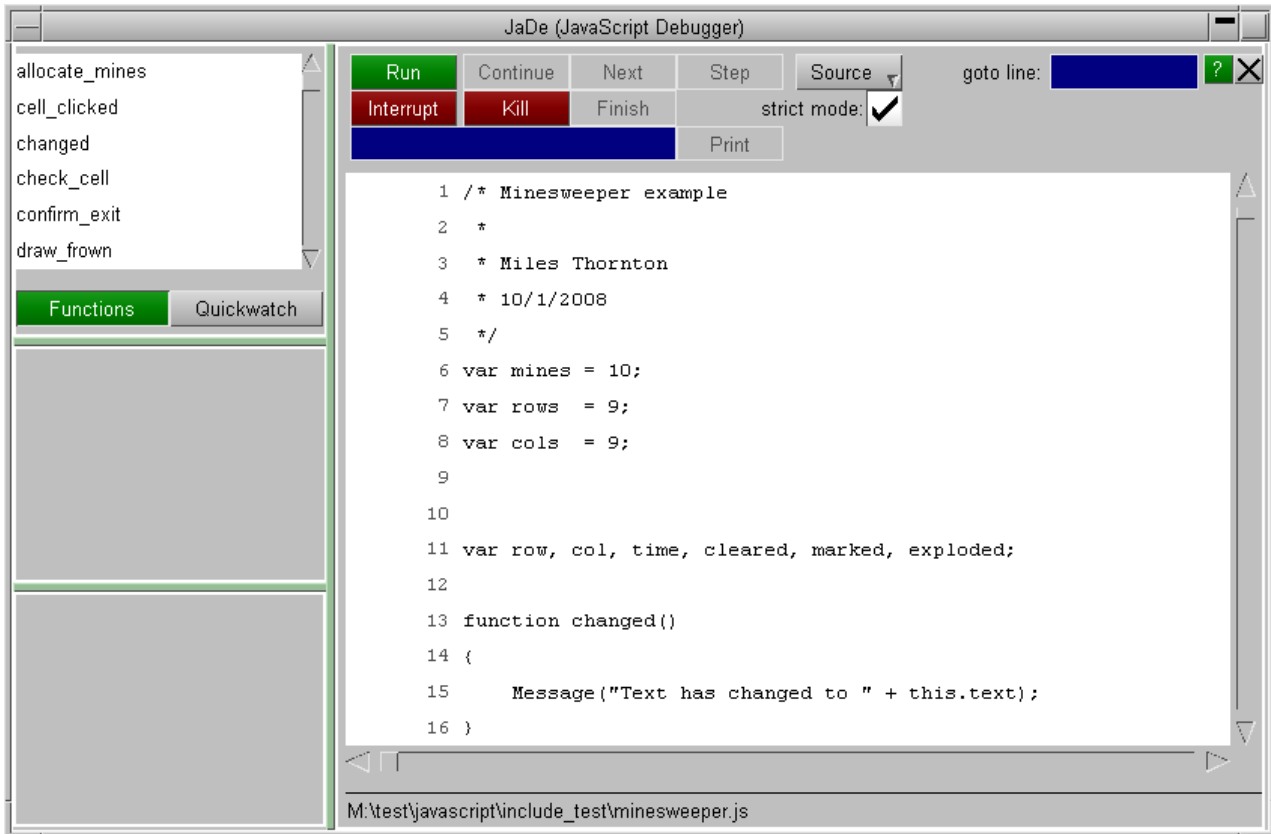 JaDe (JavaScript Debugger)
allocate_mines
cell_clicked
changed
check_cell
confirm_exit
draw_frown
Functions Quickwatch
Run Continue Next Step Source goto line: ?
Interrupt Kill Finish strict mode:
Print
1 /* Minesweeper example
2 *
3 * Miles Thornton
4 * 10/1/2008
5 */
6 var mines = 10;
7 var rows  = 9;
8 var cols  = 9;
9
10
11 var row, col, time, cleared, marked, exploded;
12
13 function changed()
14 {
15     Message("Text has changed to " + this.text);
16 }
M:\test\javascript\include_test\minesweeper.js